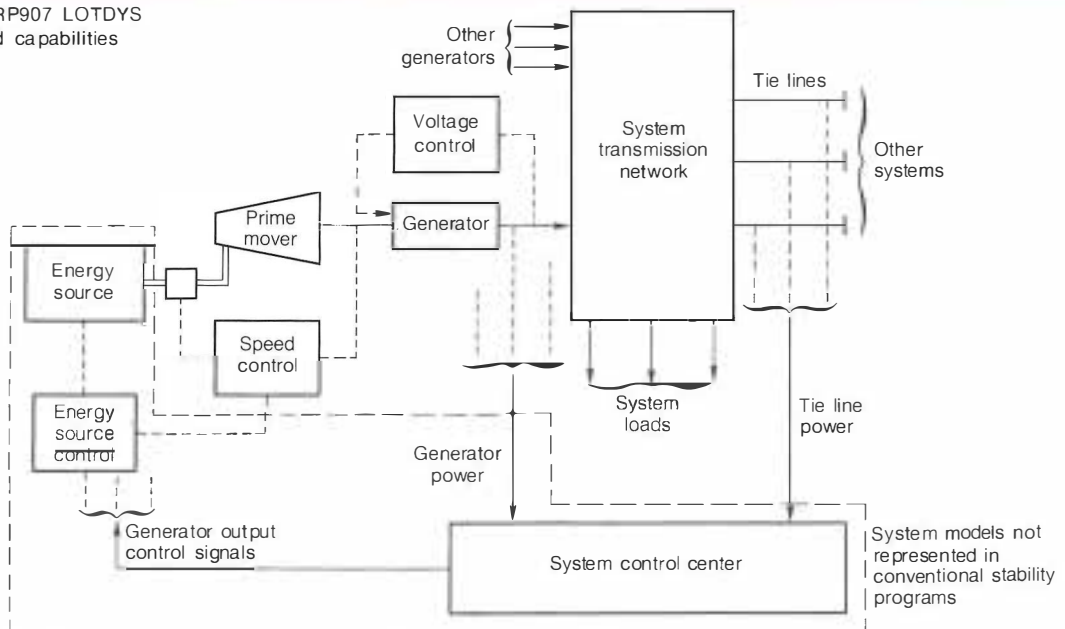 RP907 LOTDYS
capabilities
Other
generators
Tie lines
Voltage
control
System
transmission
network
Other
systems
Prime
mover
Generator
Energy
source
Speed
control
Energy
source
control
System
loads
Tie line
power
Generator
power
Generator output
control signals
System control center
System models not
represented in
conventional stability
programs